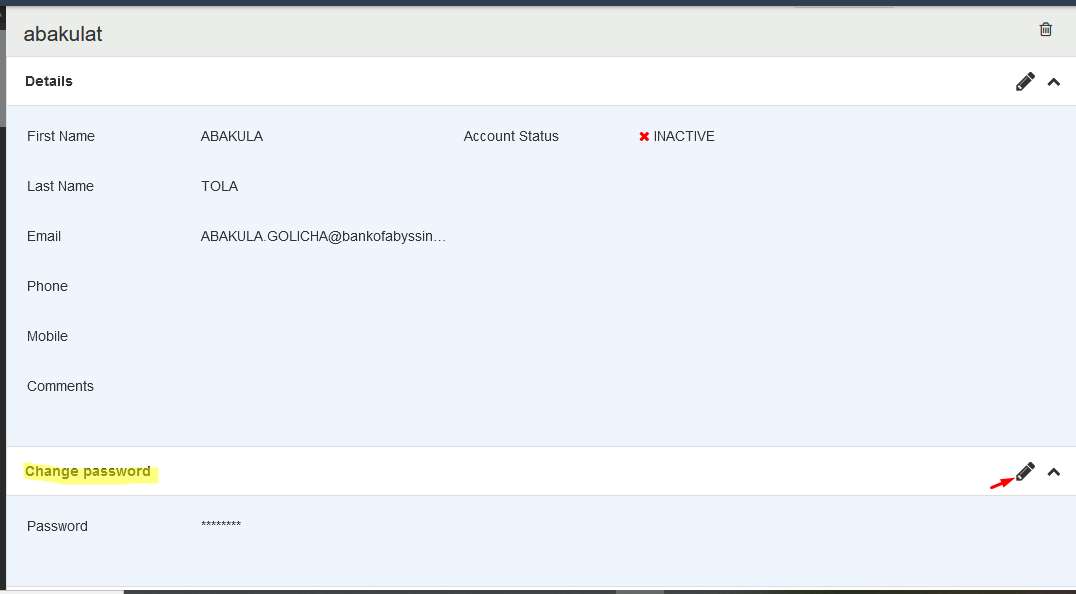 abakulat
Details
First Name ABAKULA Account Status INACTIVE
Last Name TOLA
Email ABAKULA.GOLICHA@bankofabyssin…
Phone
Mobile
Comments
Change password
Password ********